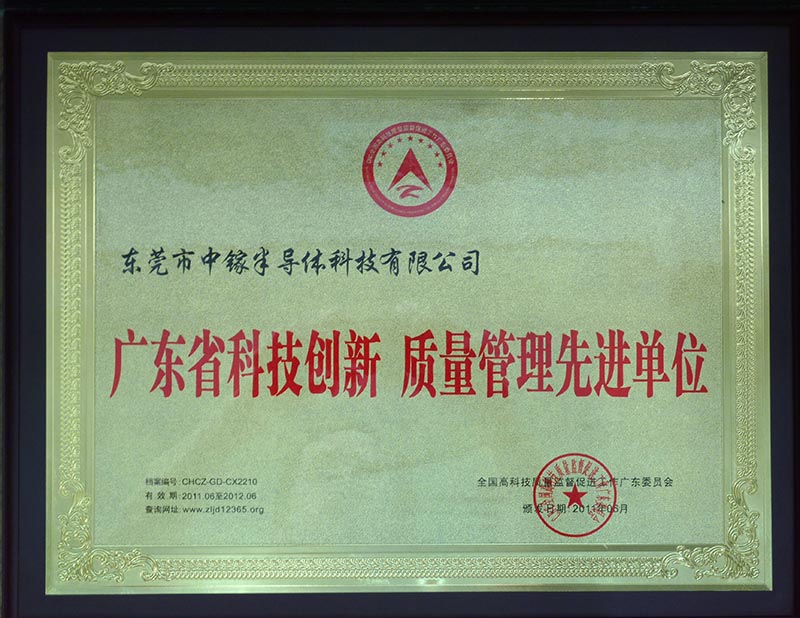 东莞市中镓半导体科技有限公司
广东省科技创新 质量管理先进单位
档案编号: CHCZ-GD-CX2210
有 效 期: 2011.06至2012.06
查询网址: www.zljd12365.org
全国高科技质量监督促进工作广东委员会
颁发日期: 2011年06月